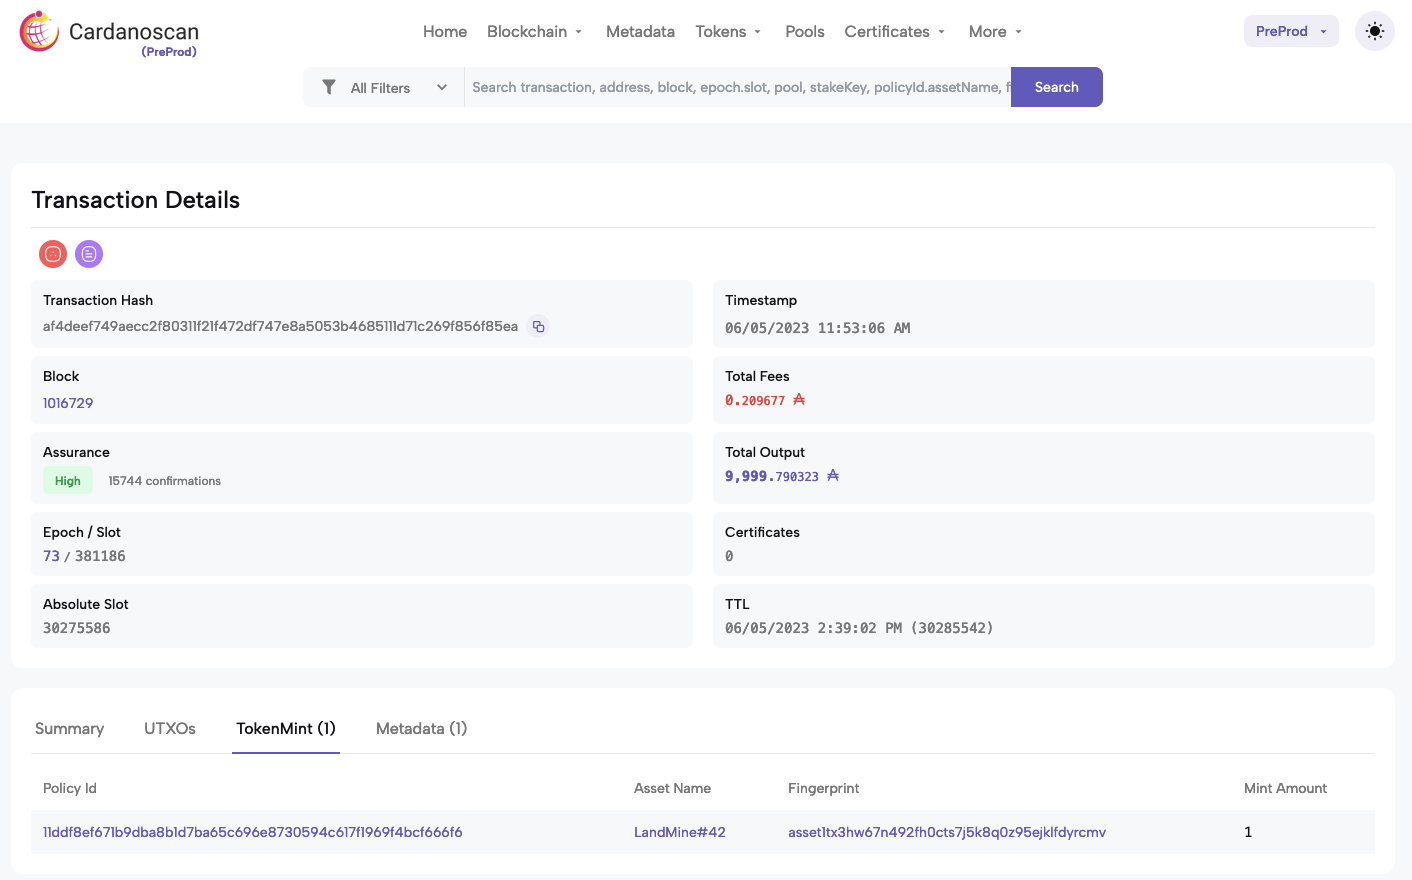 Cardanoscan
(PreProd)
Home Blockchain Metadata Tokens Pools Certificates More
PreProd
All Filters
Search transaction, address, block, epoch.slot, pool, stakeKey, policyId.assetName, f
Search
Transaction Details
Transaction Hash
af4deef749aecc2f80311f21f472df747e8a5053b4685111d71c269f856f85ea
Timestamp
06/05/2023 11:53:06 AM
Block
1016729
Total Fees
0.209677 ₳
Assurance
High 15744 confirmations
Total Output
9,999.790323 ₳
Epoch / Slot
73 / 381186
Certificates
0
Absolute Slot
30275586
TTL
06/05/2023 2:39:02 PM (30285542)
Summary UTXOs TokenMint (1) Metadata (1)
Policy Id Asset Name Fingerprint Mint Amount
11ddf8ef671b9dba8b1d7ba65c696e8730594c617f1969f4bcf666f6 LandMine#42 asset1tx3hw67n492fh0cts7j5k8q0z95ejklfdyrcmv 1